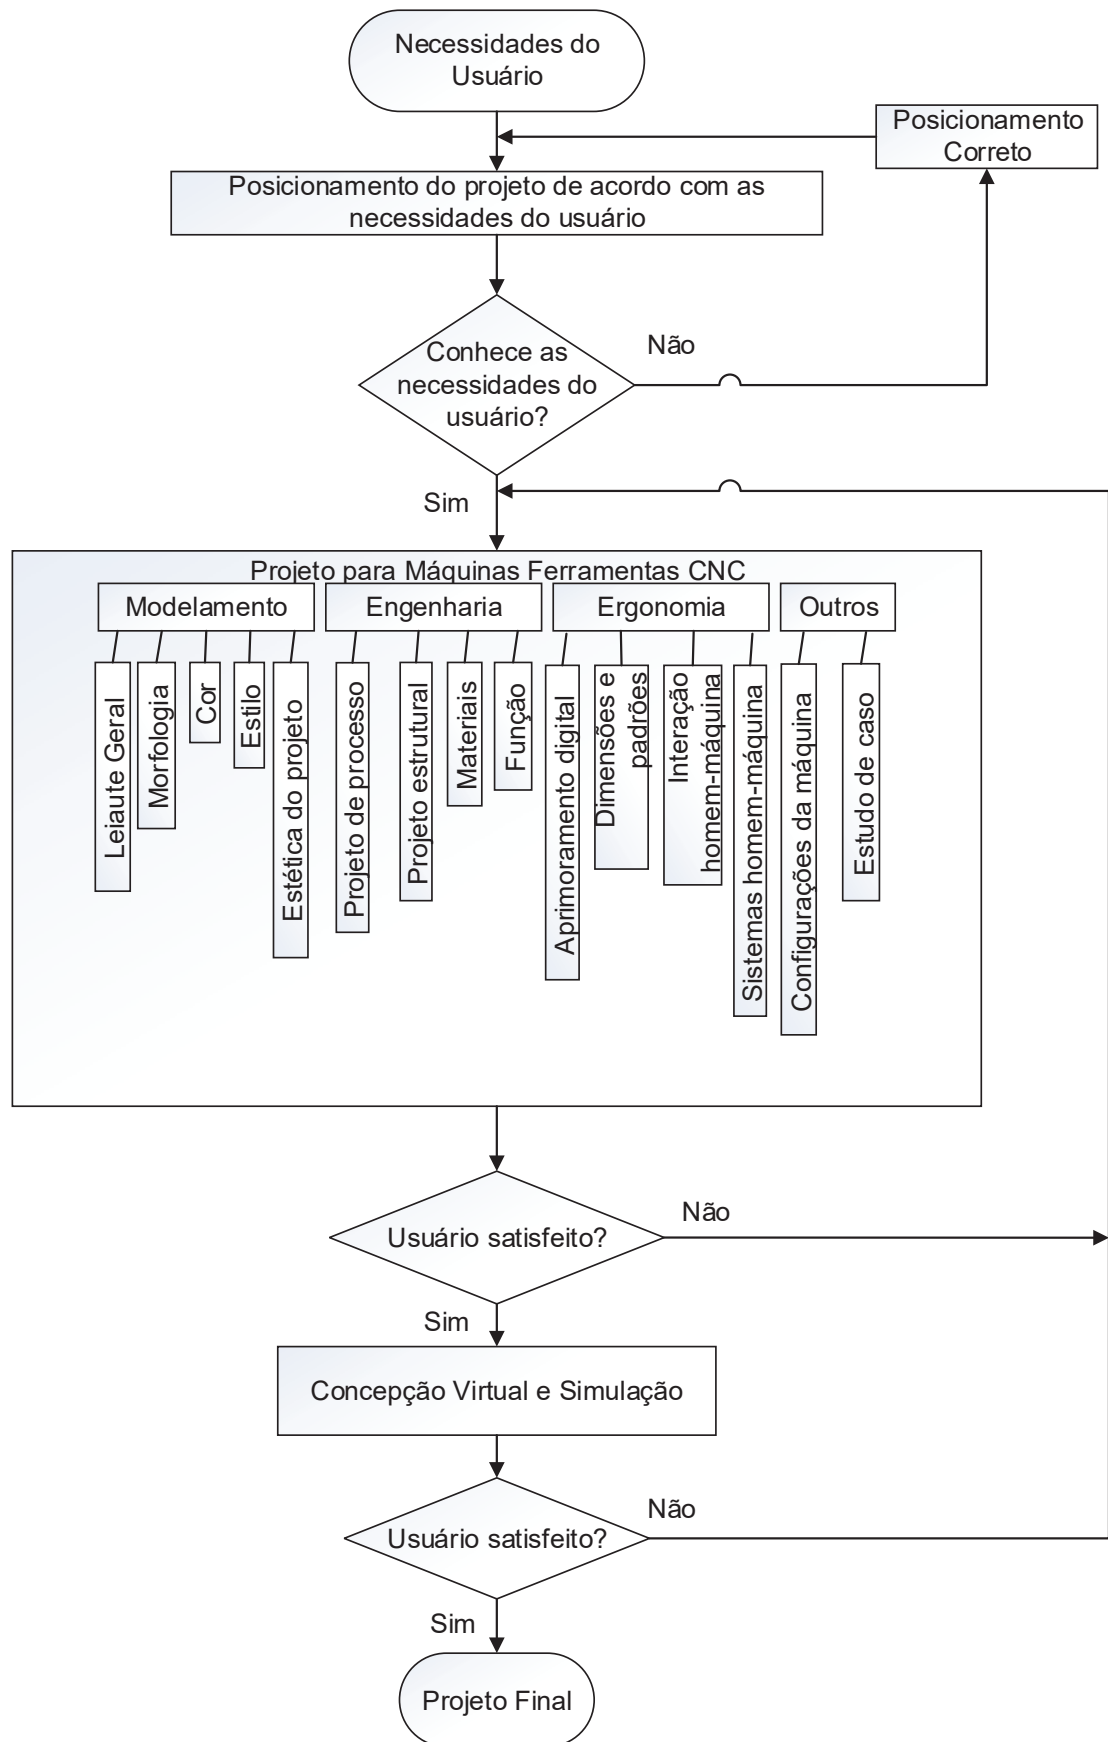 Necessidades do
Usuário
Posicionamento
Correto
Posicionamento do projeto de acordo com as
necessidades do usuário
Conhece as
necessidades do
usuário?
Não
Sim
Projeto para Máquinas Ferramentas CNC
Modelamento
Engenharia
Ergonomia
Outros
Leiaute Geral
Morfologia
Cor
Estilo
Estética do projeto
Projeto de processo
Projeto estrutural
Materiais
Função
Aprimoramento digital
Dimensões e
padrões
Interação
homem-máquina
Sistemas homem-máquina
Configurações da máquina
Estudo de caso
Usuário satisfeito?
Não
Sim
Concepção Virtual e Simulação
Usuário satisfeito?
Não
Sim
Projeto Final